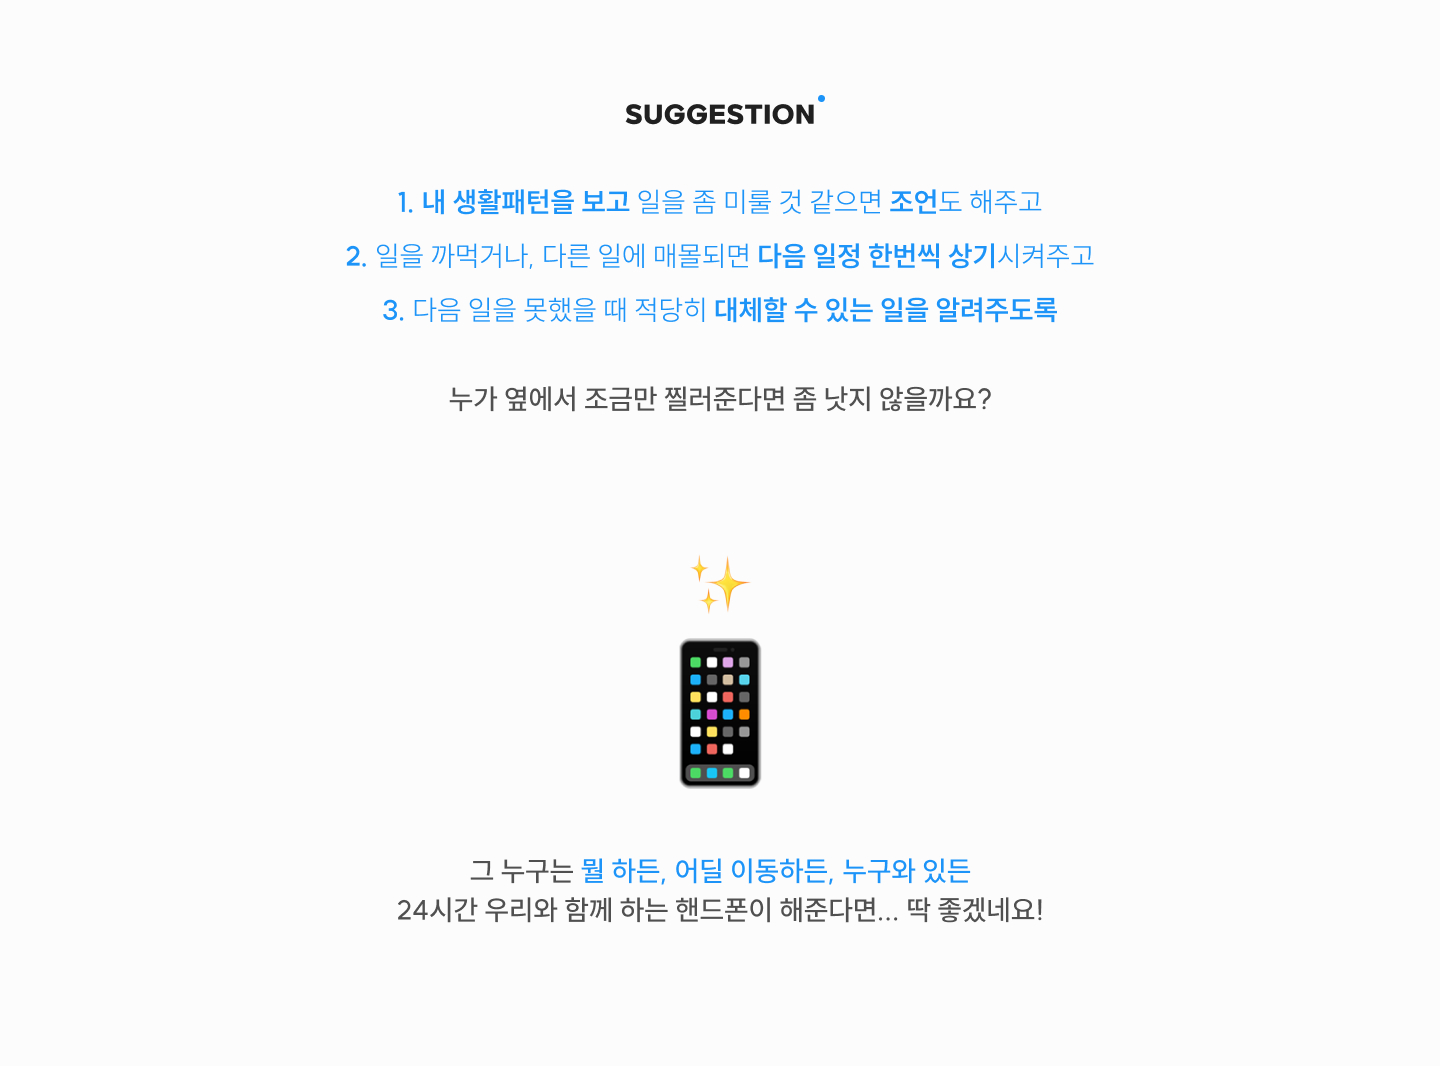 SUGGESTION
1. 내 생활패턴을 보고 일을 좀 미룰 것 같으면 조언도 해주고
2. 일을 까먹거나, 다른 일에 매몰되면 다음 일정 한번씩 상기시켜주고
3. 다음 일을 못했을 때 적당히 대체할 수 있는 일을 알려주도록
누가 옆에서 조금만 찔러준다면 좀 낫지 않을까요?
그 누구는 뭘 하든, 어딜 이동하든, 누구와 있든
24시간 우리와 함께 하는 핸드폰이 해준다면... 딱 좋겠네요!